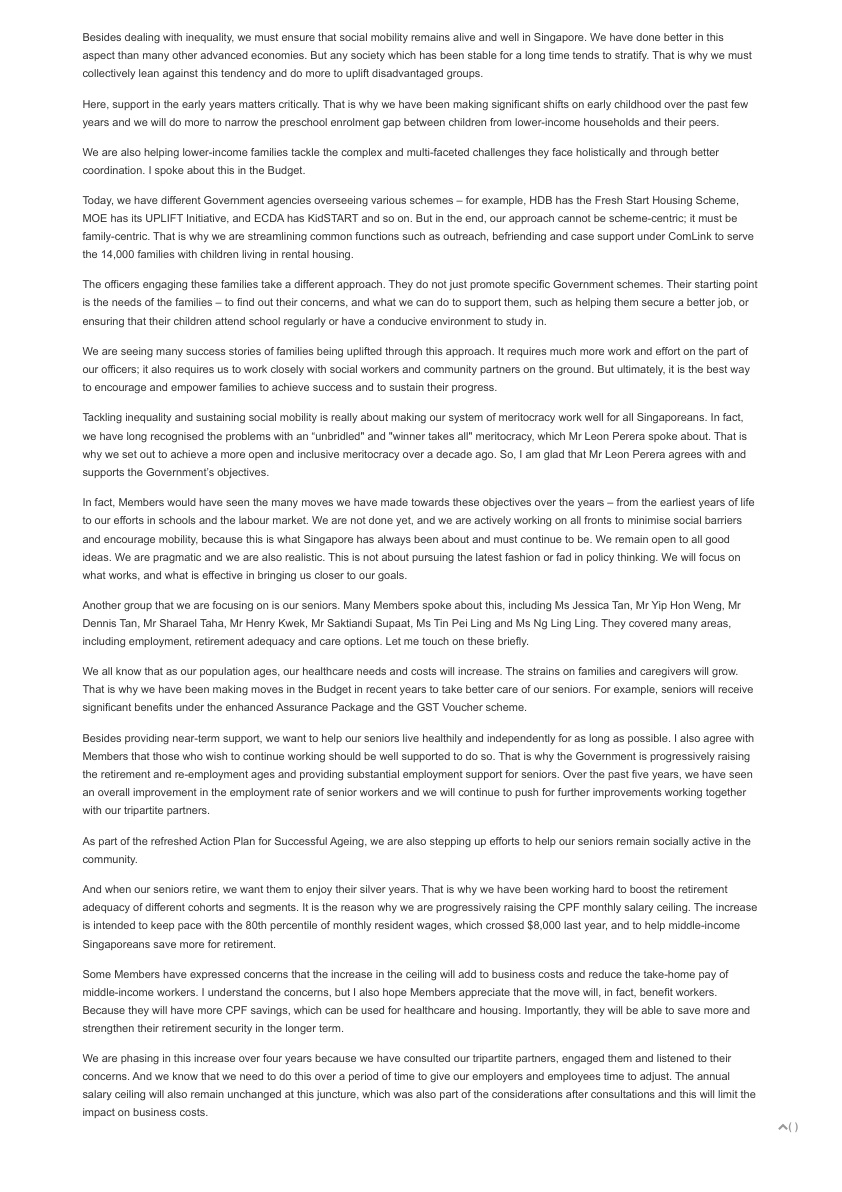 Besides dealing with inequality, we must ensure that social mobility remains alive and well in Singapore. We have done better in this
aspect than many other advanced economies. But any society which has been stable for a long time tends to stratify. That is why we must
collectively lean against this tendency and do more to uplift disadvantaged groups.
Here, support in the early years matters critically. That is why we have been making significant shifts on early childhood over the past few
years and we will do more to narrow the preschool enrolment gap between children from lower-income households and their peers.
We are also helping lower-income families tackle the complex and multi-faceted challenges they face holistically and through better
coordination. I spoke about this in the Budget.
Today, we have different Government agencies overseeing various schemes – for example, HDB has the Fresh Start Housing Scheme,
MOE has its UPLIFT Initiative, and ECDA has KidSTART and so on. But in the end, our approach cannot be scheme-centric; it must be
family-centric. That is why we are streamlining common functions such as outreach, befriending and case support under ComLink to serve
the 14,000 families with children living in rental housing.
The officers engaging these families take a different approach. They do not just promote specific Government schemes. Their starting point
is the needs of the families – to find out their concerns, and what we can do to support them, such as helping them secure a better job, or
ensuring that their children attend school regularly or have a conducive environment to study in.
We are seeing many success stories of families being uplifted through this approach. It requires much more work and effort on the part of
our officers; it also requires us to work closely with social workers and community partners on the ground. But ultimately, it is the best way
to encourage and empower families to achieve success and to sustain their progress.
Tackling inequality and sustaining social mobility is really about making our system of meritocracy work well for all Singaporeans. In fact,
we have long recognised the problems with an “unbridled" and "winner takes all" meritocracy, which Mr Leon Perera spoke about. That is
why we set out to achieve a more open and inclusive meritocracy over a decade ago. So, I am glad that Mr Leon Perera agrees with and
supports the Government’s objectives.
In fact, Members would have seen the many moves we have made towards these objectives over the years – from the earliest years of life
to our efforts in schools and the labour market. We are not done yet, and we are actively working on all fronts to minimise social barriers
and encourage mobility, because this is what Singapore has always been about and must continue to be. We remain open to all good
ideas. We are pragmatic and we are also realistic. This is not about pursuing the latest fashion or fad in policy thinking. We will focus on
what works, and what is effective in bringing us closer to our goals.
Another group that we are focusing on is our seniors. Many Members spoke about this, including Ms Jessica Tan, Mr Yip Hon Weng, Mr
Dennis Tan, Mr Sharael Taha, Mr Henry Kwek, Mr Saktiandi Supaat, Ms Tin Pei Ling and Ms Ng Ling Ling. They covered many areas,
including employment, retirement adequacy and care options. Let me touch on these briefly.
We all know that as our population ages, our healthcare needs and costs will increase. The strains on families and caregivers will grow.
That is why we have been making moves in the Budget in recent years to take better care of our seniors. For example, seniors will receive
significant benefits under the enhanced Assurance Package and the GST Voucher scheme.
Besides providing near-term support, we want to help our seniors live healthily and independently for as long as possible. I also agree with
Members that those who wish to continue working should be well supported to do so. That is why the Government is progressively raising
the retirement and re-employment ages and providing substantial employment support for seniors. Over the past five years, we have seen
an overall improvement in the employment rate of senior workers and we will continue to push for further improvements working together
with our tripartite partners.
As part of the refreshed Action Plan for Successful Ageing, we are also stepping up efforts to help our seniors remain socially active in the
community.
And when our seniors retire, we want them to enjoy their silver years. That is why we have been working hard to boost the retirement
adequacy of different cohorts and segments. It is the reason why we are progressively raising the CPF monthly salary ceiling. The increase
is intended to keep pace with the 80th percentile of monthly resident wages, which crossed $8,000 last year, and to help middle-income
Singaporeans save more for retirement.
Some Members have expressed concerns that the increase in the ceiling will add to business costs and reduce the take-home pay of
middle-income workers. I understand the concerns, but I also hope Members appreciate that the move will, in fact, benefit workers.
Because they will have more CPF savings, which can be used for healthcare and housing. Importantly, they will be able to save more and
strengthen their retirement security in the longer term.
We are phasing in this increase over four years because we have consulted our tripartite partners, engaged them and listened to their
concerns. And we know that we need to do this over a period of time to give our employers and employees time to adjust. The annual
salary ceiling will also remain unchanged at this juncture, which was also part of the considerations after consultations and this will limit the
impact on business costs.
( )